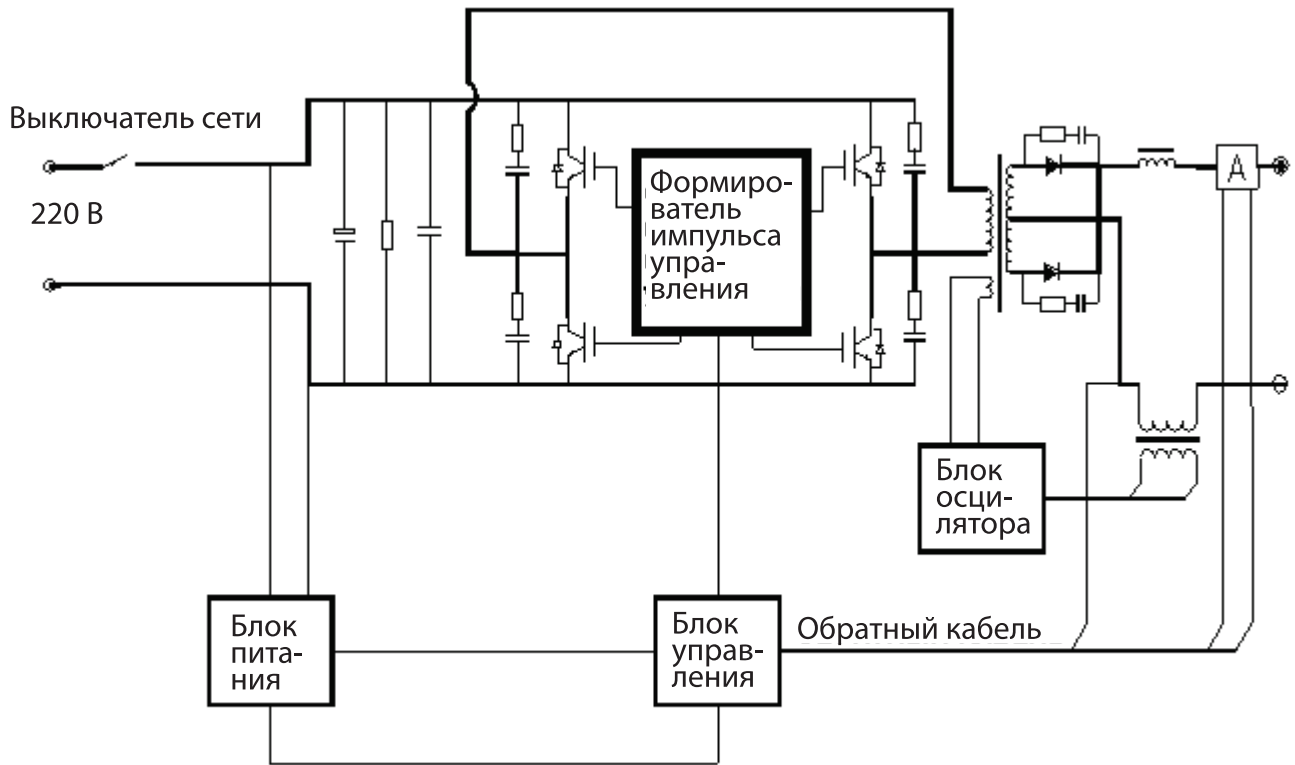 Выключатель сети
220 В
Формиро-
ватель
импульса
упра-
вления
А
Блок
осци-
лятора
Блок
пита-
ния
Блок
управ-
ления
Обратный кабель